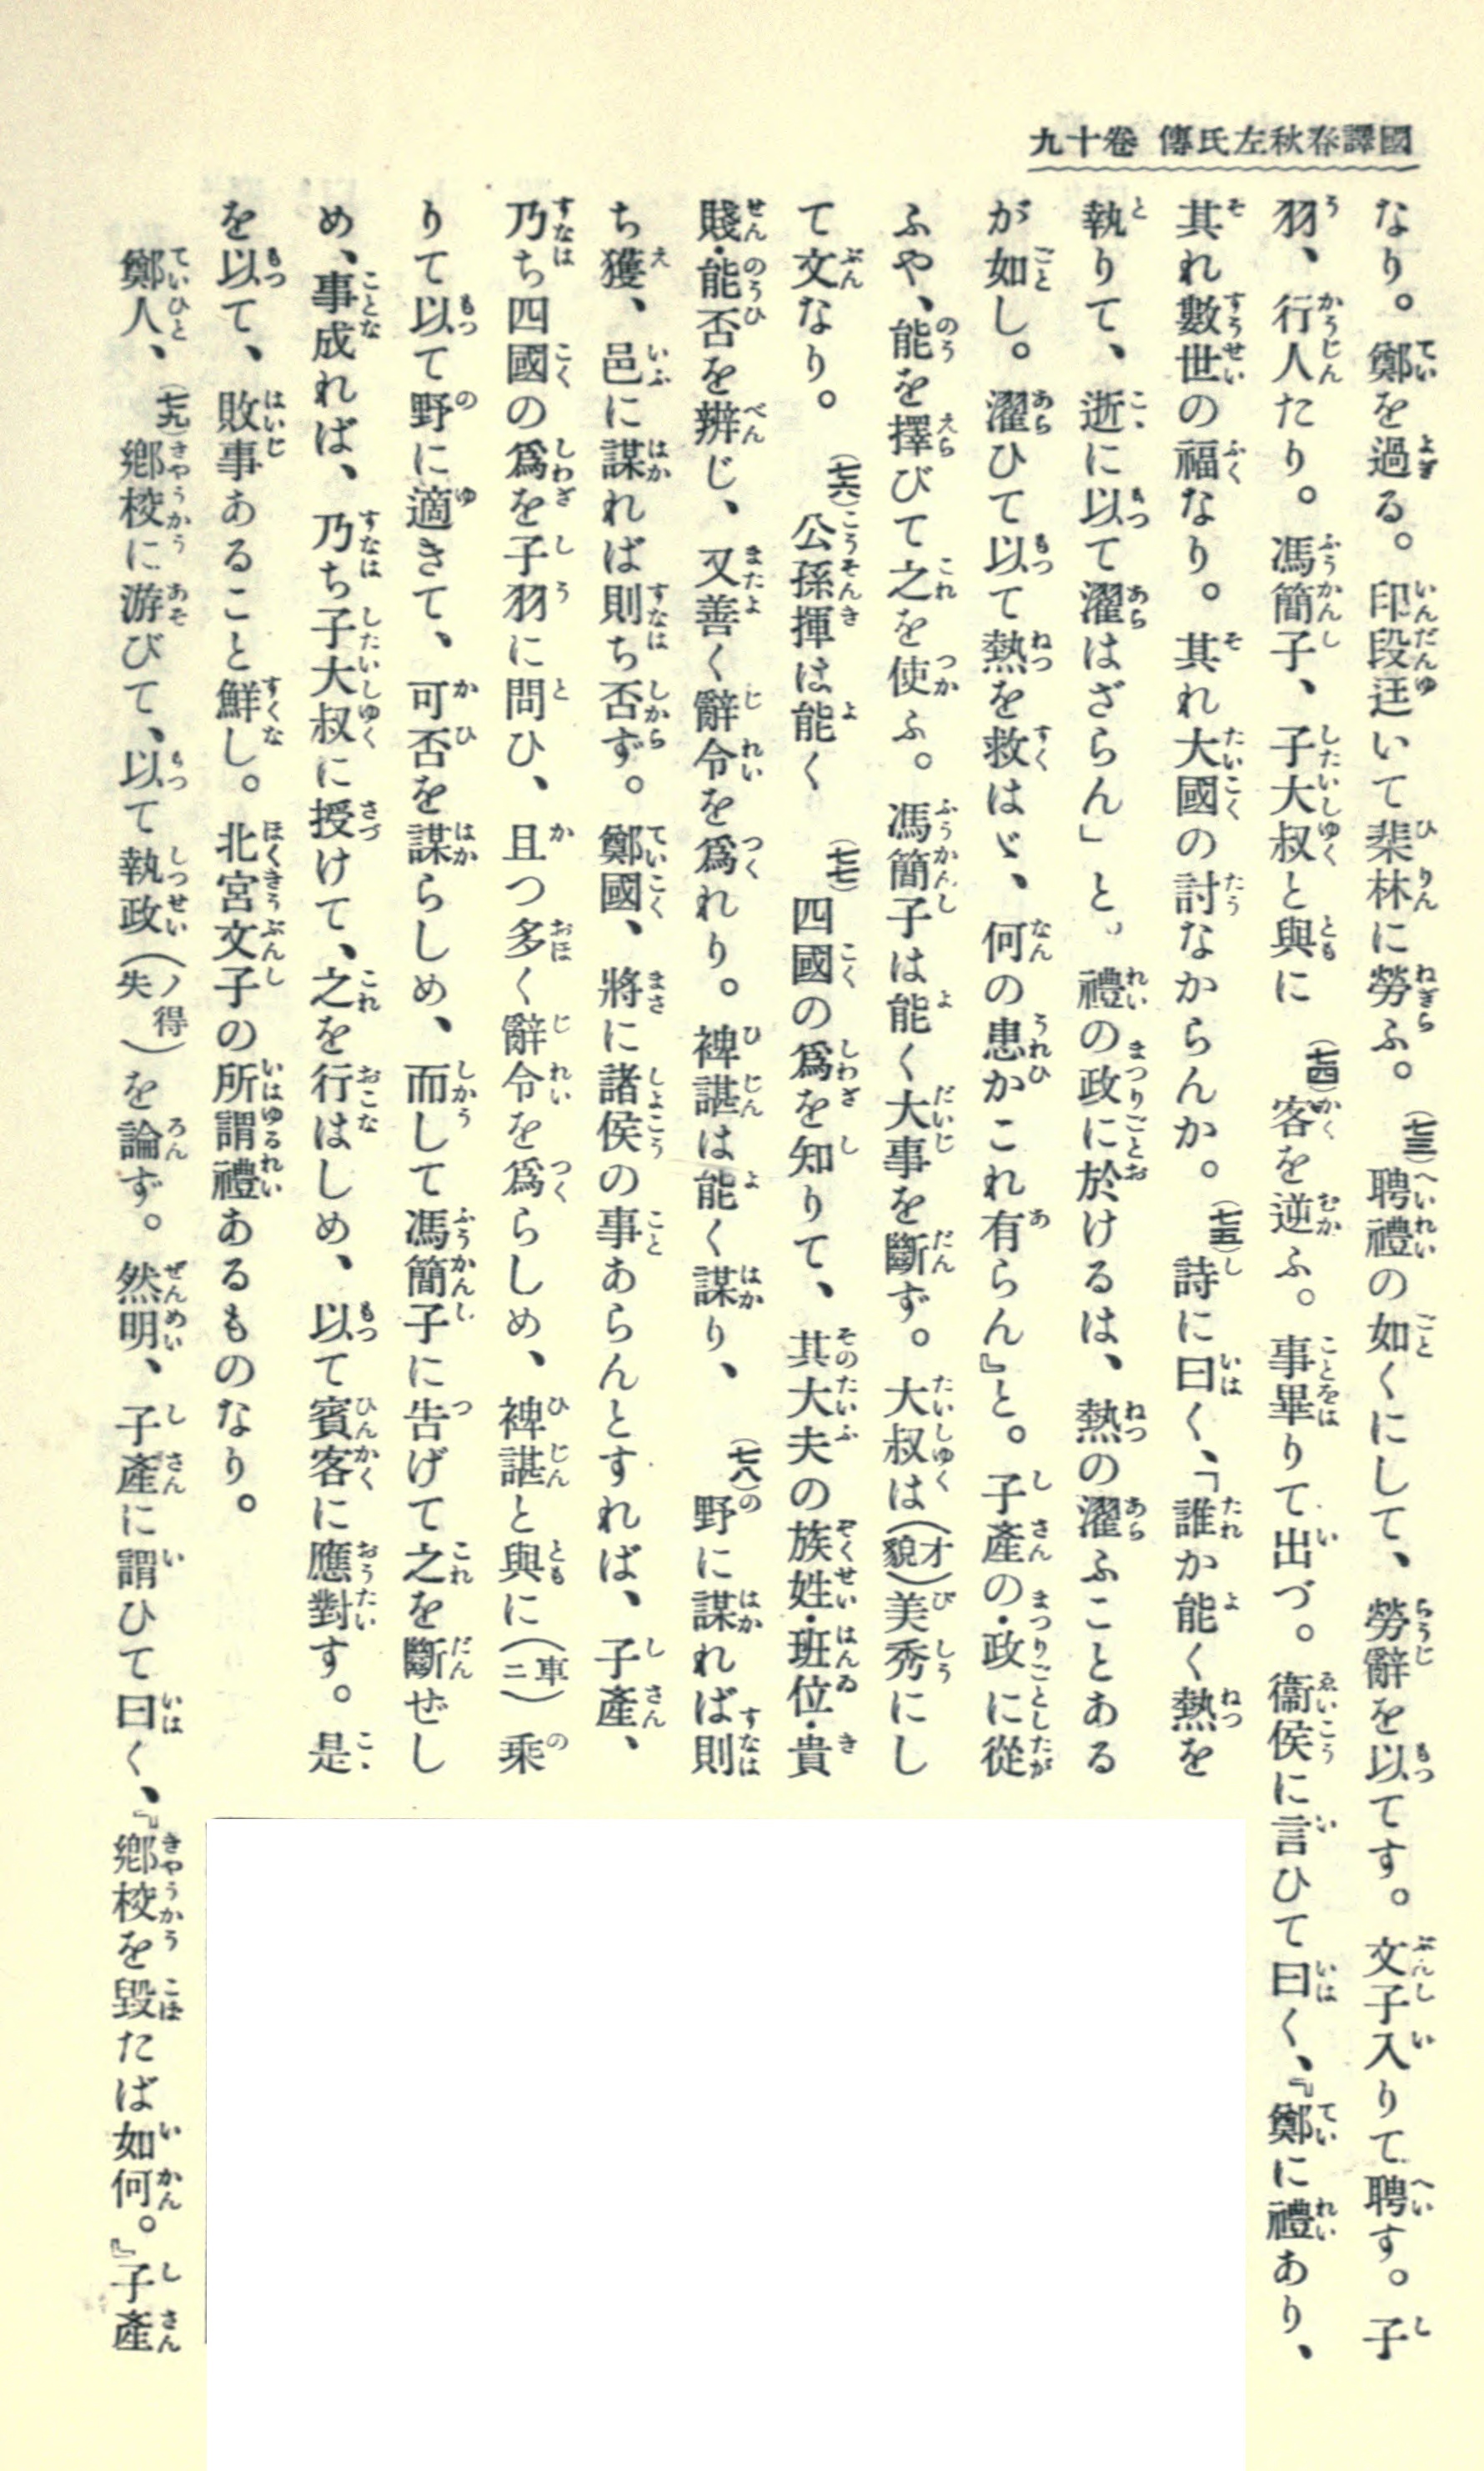 國譯春秋左氏傳 卷十九
なり。鄭を過る。印段廷いて棐林に勞ふ。(七三)聘禮の如くにして、勞辭を以てす。文子入りて聘す。子
羽、行人たり。馮簡子、子大叔と與に(七四)客を逆ふ。事畢りて出づ。衞侯に言ひて曰く、『鄭に禮あり、
其れ數世の福なり。其れ大國の討なからんか。(七五)詩に曰く、「誰か能く熱を
執りて、逝に以て濯はざらん」と。禮の政に於けるは、熱の濯ふことある
が如し。濯ひて以て熱を救はゞ、何の患かこれ有らん』と。子產の・政に從
ふや、能を擇びて之を使ふ。馮簡子は能く大事を斷ず。大叔は(才貌)美秀にし
て文なり。(七六)公孫揮は能く(七七)四國の爲を知りて、其大夫の族姓・班位・貴
賤・能否を辨じ、又善く辭令を爲れり。裨諶は能く謀り、(七八)野に謀れば則
ち獲、邑に謀れば則ち否ず。鄭國、將に諸侯の事あらんとすれば、子產、
乃ち四國の爲を子羽に問ひ、且つ多く辭令を爲らしめ、裨諶と與に(車ニ)乘
りて以て野に適きて、可否を謀らしめ、而して馮簡子に告げて之を斷ぜし
め、事成れば、乃ち子大叔に授けて、之を行はしめ、以て賓客に應對す。是
を以て、敗事あること鮮し。北宮文子の所謂禮あるものなり。
鄭人、(七九)鄕校に游びて、以て執政(ノ得失)を論ず。然明、子產に謂ひて曰く、『鄕校を毀たば如何。』子產